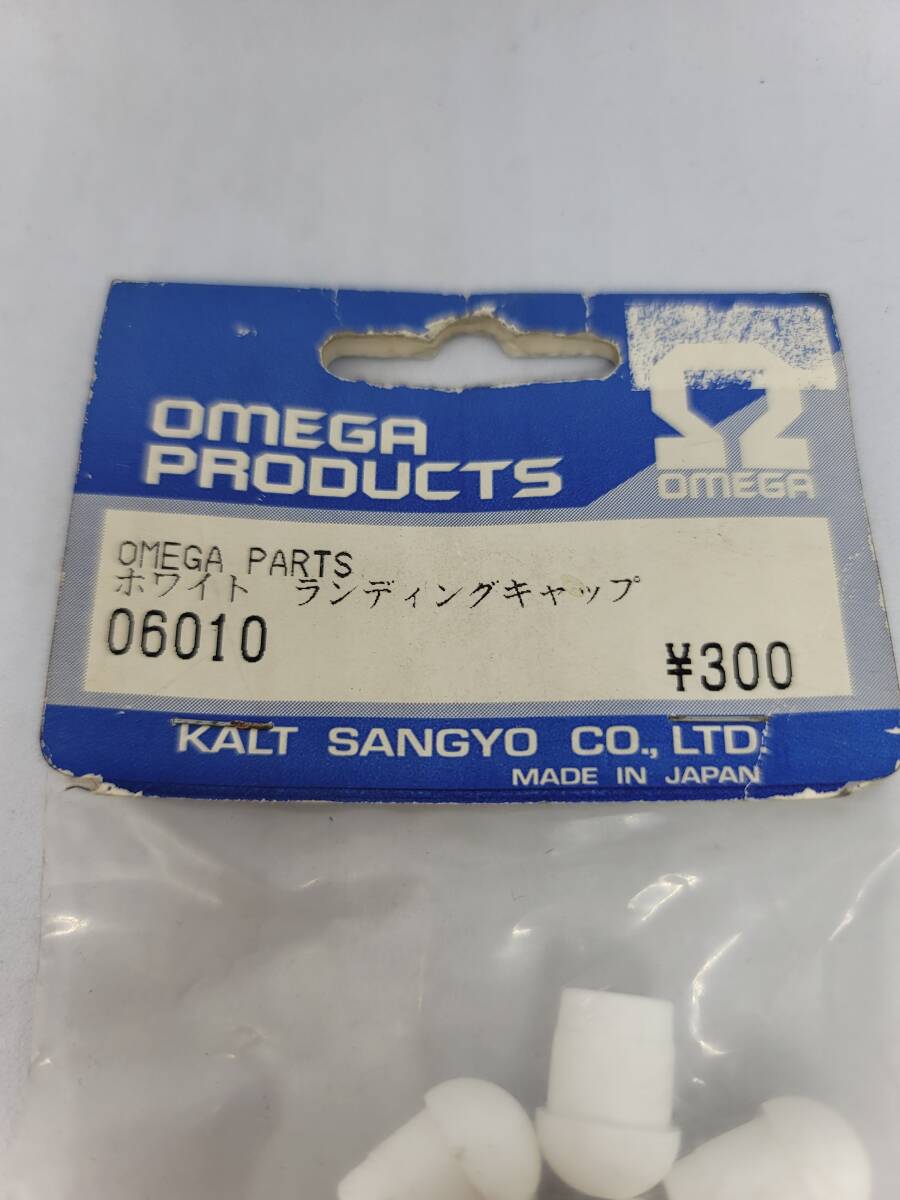 OMEGA
PRODUCTS
OMEGA
OMEGA PARTS
ホワイト ランディングキャップ
06010
¥300
KALT SANGYO CO., LTD.
MADE IN JAPAN